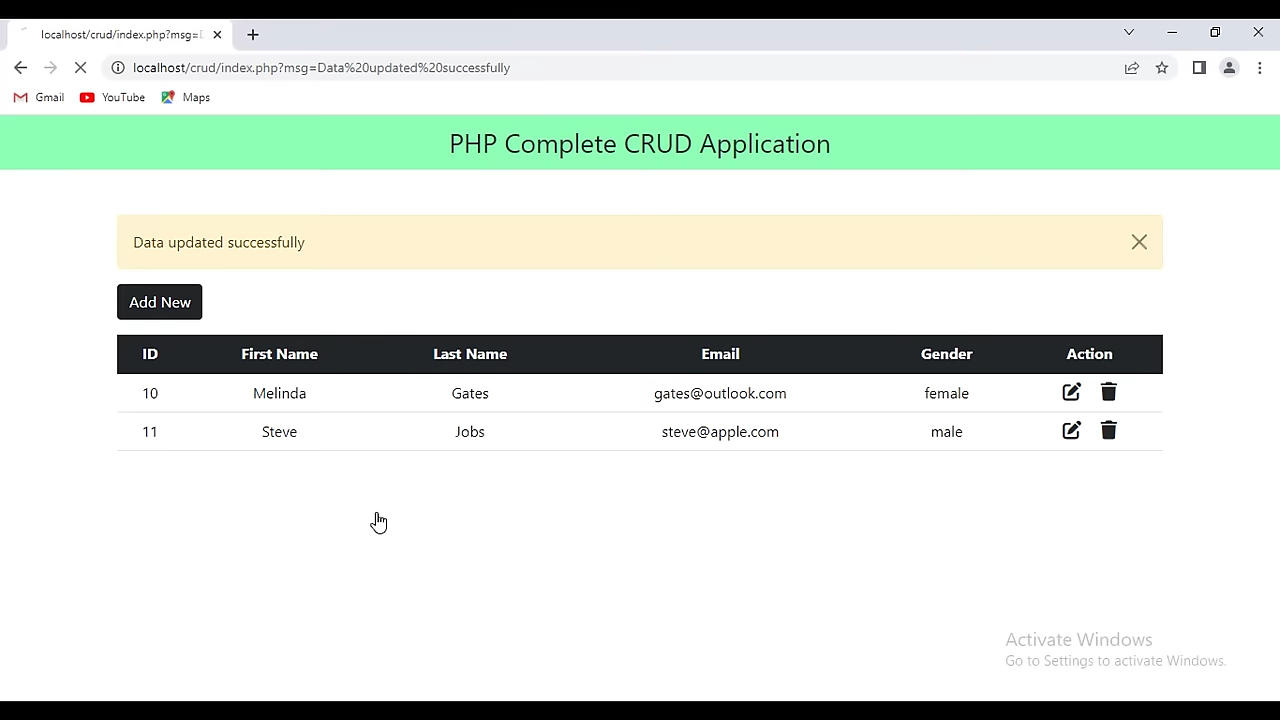 localhost/crud/index.php?msg=
localhost/crud/index.php?msg=Data%20updated%20successfully
Gmail YouTube Maps
PHP Complete CRUD Application
Data updated successfully
Add New
ID First Name Last Name Email Gender Action
10 Melinda Gates gates@outlook.com female
11 Steve Jobs steve@apple.com male
Activate Windows
Go to Settings to activate Windows.